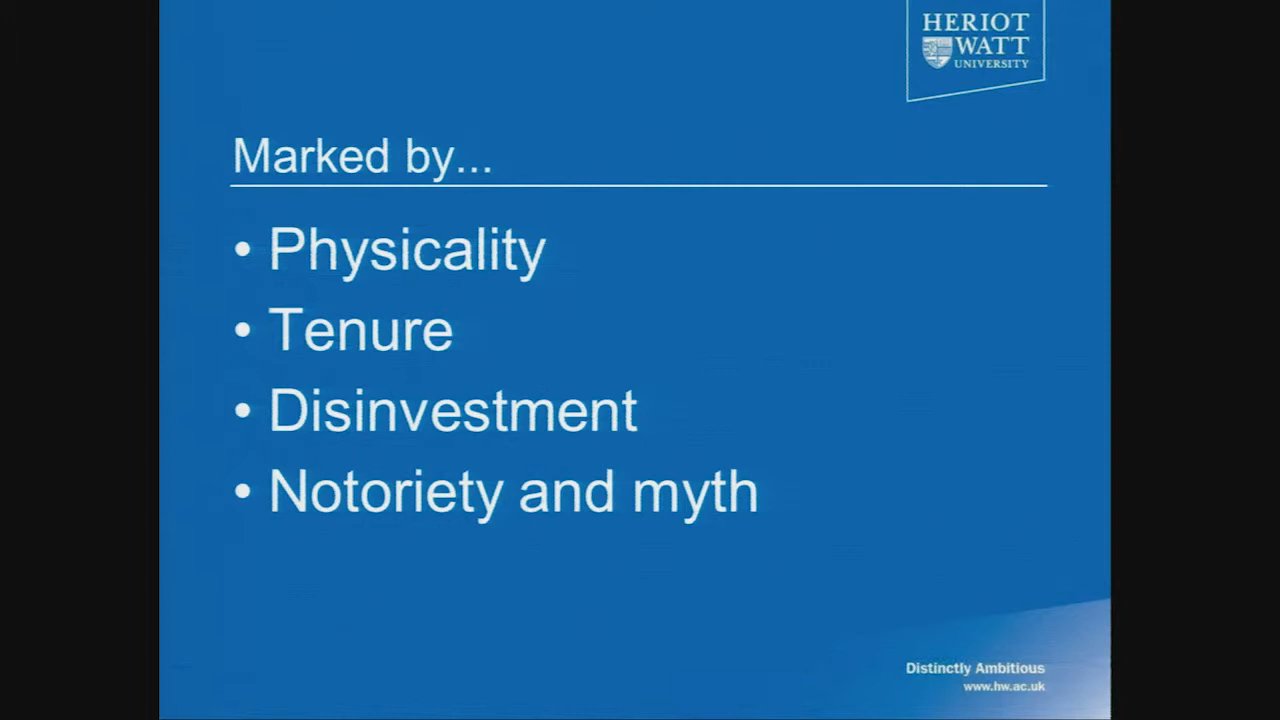 HERIOT
WATT
UNIVERSITY
Marked by...
• Physicality
• Tenure
• Disinvestment
• Notoriety and myth
Distinctly Ambitious
www.hw.ac.uk